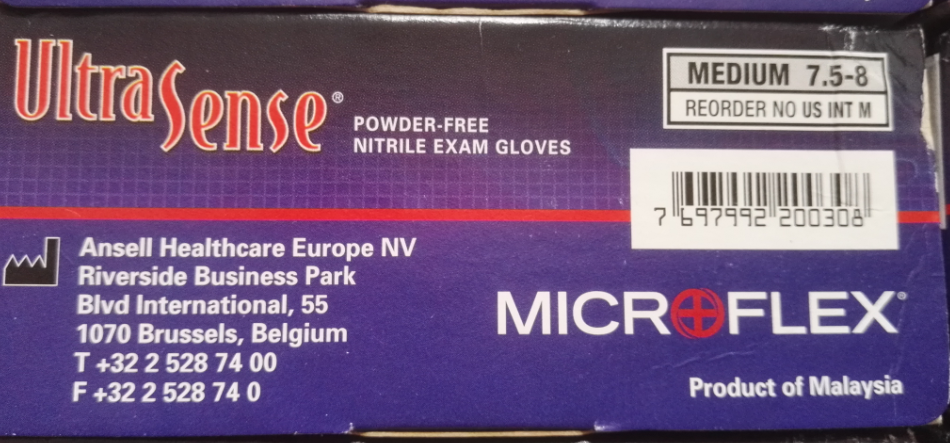 UltraSense®
POWDER-FREE
NITRILE EXAM GLOVES
MEDIUM 7.5-8
REORDER NO US INT M
7 697992 200308
Ansell Healthcare Europe NV
Riverside Business Park
Blvd International, 55
1070 Brussels, Belgium
T +32 2 528 74 00
F +32 2 528 74 0
MICROFLEX®
Product of Malaysia